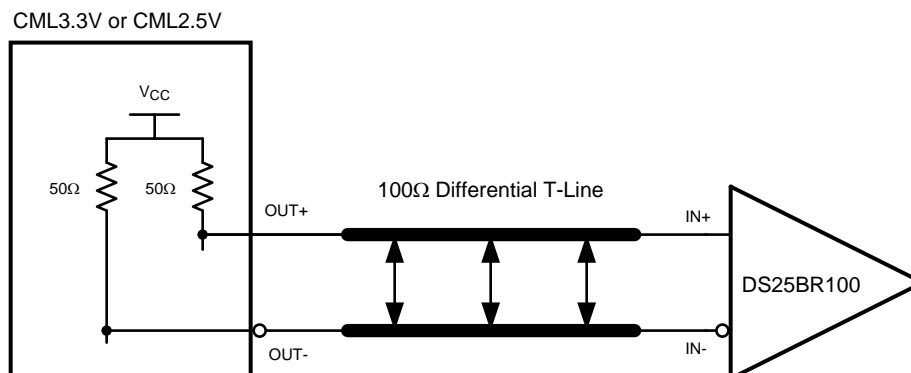 CML3.3V or CML2.5V
VCC
50Ω 50Ω
100Ω Differential T-Line
OUT+ IN+
DS25BR100
OUT- IN-